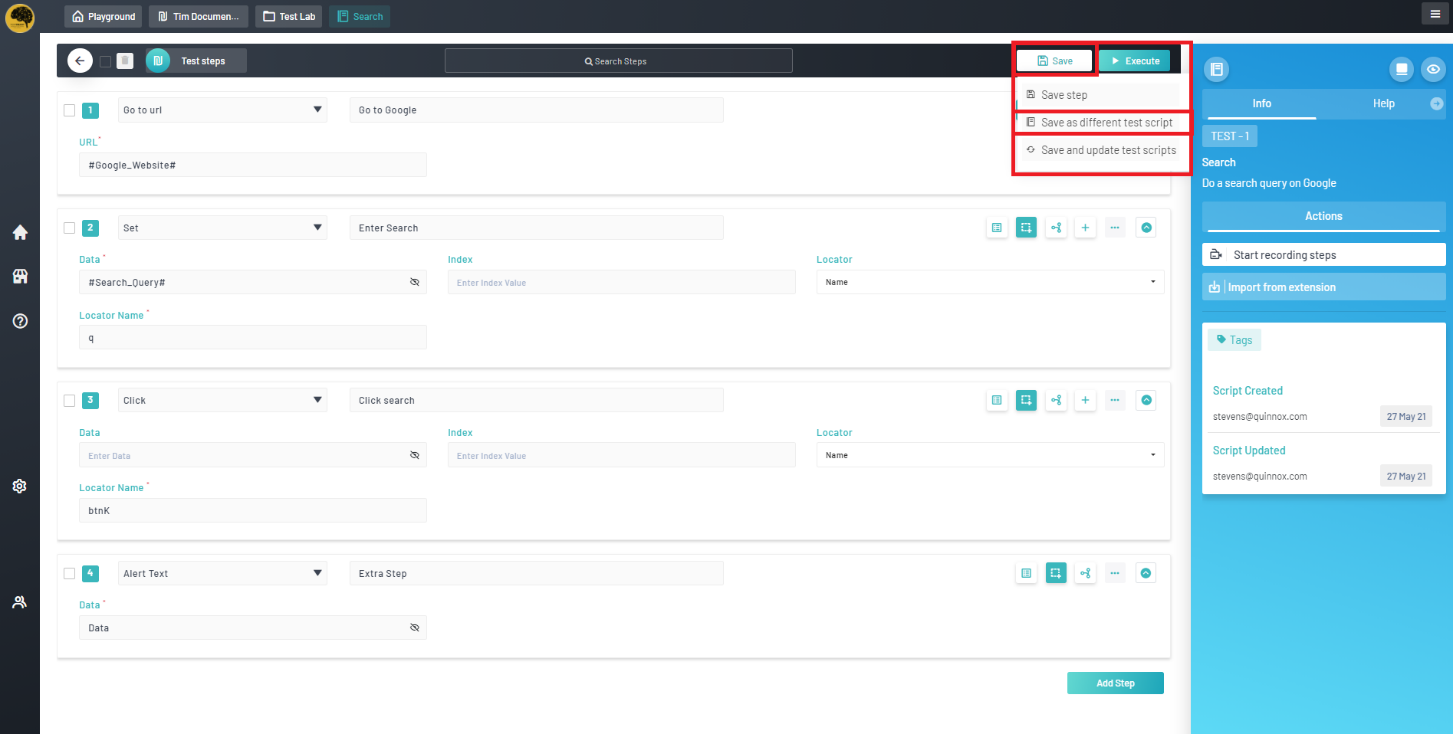 Playground
Tim Documen...
Test Lab
Search
Test steps
Search Steps
Save
Execute
Save step
Save as different test script
Save and update test scripts
1
Go to url
Go to Google
URL*
#Google_Website#
2
Set
Enter Search
Data*
Index
Locator
#Search_Query#
Enter Index Value
Name
Locator Name*
q
3
Click
Click search
Data
Index
Locator
Enter Data
Enter Index Value
Name
Locator Name*
btnK
4
Alert Text
Extra Step
Data*
Data
Add Step
Info
Help
TEST - 1
Search
Do a search query on Google
Actions
Start recording steps
Import from extension
Tags
Script Created
stevens@quinnox.com
27 May 21
Script Updated
stevens@quinnox.com
27 May 21